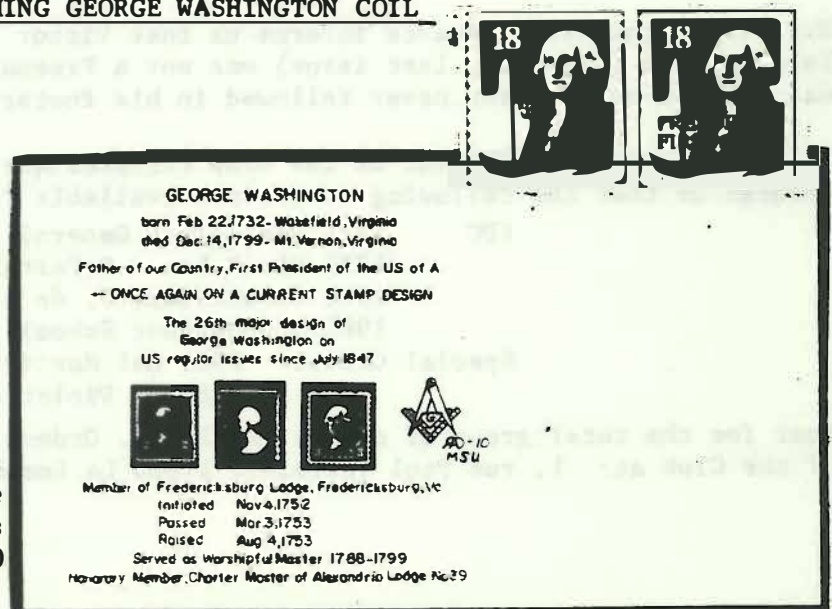 HING GEORGE WASHINGTON COIL
18 18
GEORGE WASHINGTON
born Feb 22,1732 - Wakefield, Virginia
died Dec. 14, 1799 - Mt. Vernon, Virginia
Father of our Country, First President of the US of A
-- ONCE AGAIN ON A CURRENT STAMP DESIGN
The 26th major design of
George Washington on
US regular issues since July 1847
MSU
Member of Fredericksburg Lodge, Fredericksburg, Va
Initiated Nov 4, 1752
Passed Mar. 3, 1753
Raised Aug 4, 1753
Served as Worshipful Master 1788-1799
Honorary Member, Charter Master of Alexandria Lodge No 29